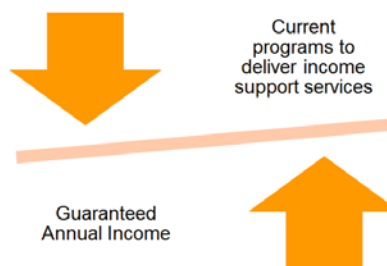 Current
programs to
deliver income
support services
Guaranteed
Annual Income